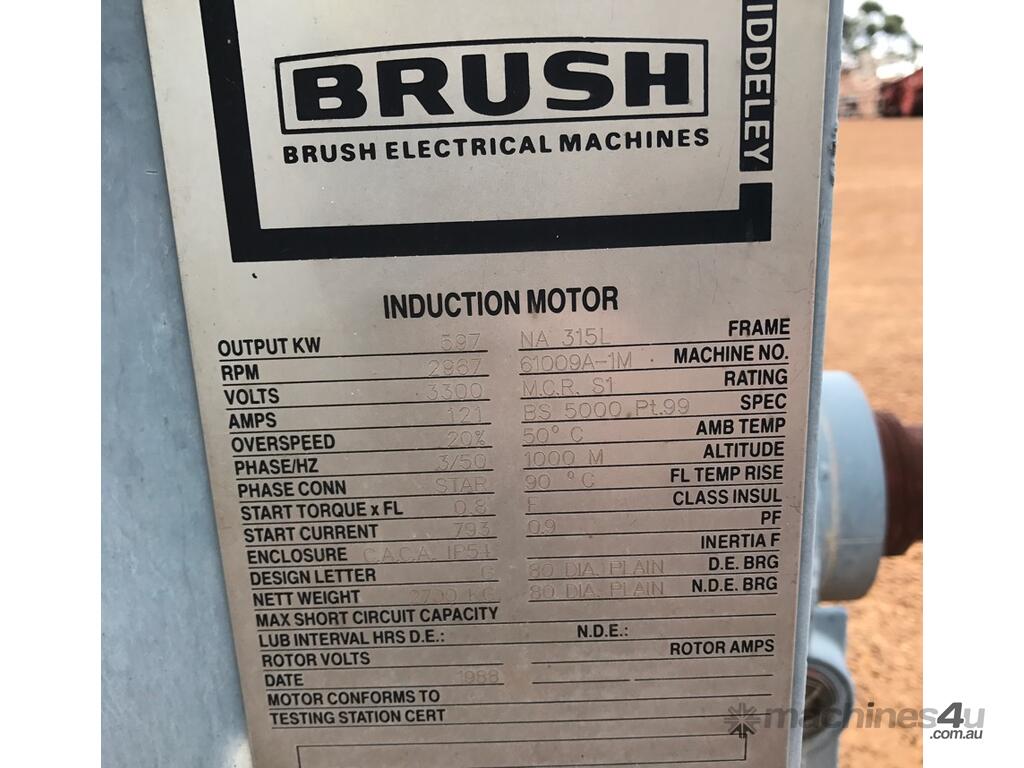 IDDELEY
BRUSH
BRUSH ELECTRICAL MACHINES
INDUCTION MOTOR
OUTPUT KW 597 NA 315L FRAME
RPM 2967 61009A-1M MACHINE NO.
VOLTS 3300 M.C.R. S1 RATING
AMPS 121 BS 5000 Pt.99 SPEC
OVERSPEED 20% 50° C AMB TEMP
PHASE/HZ 3/50 1000 M ALTITUDE
PHASE CONN STAR 90 °C FL TEMP RISE
START TORQUE x FL 0.8 F CLASS INSUL
START CURRENT 793 0.9 PF
ENCLOSURE C.A.C.A. IP54 INERTIA F
DESIGN LETTER 80 DIA. PLAIN D.E. BRG
NETT WEIGHT 2700 KG 80 DIA. PLAIN N.D.E. BRG
MAX SHORT CIRCUIT CAPACITY
LUB INTERVAL HRS D.E.: N.D.E.:
ROTOR VOLTS ROTOR AMPS
DATE 1988
MOTOR CONFORMS TO
TESTING STATION CERT
machines4u
.com.au